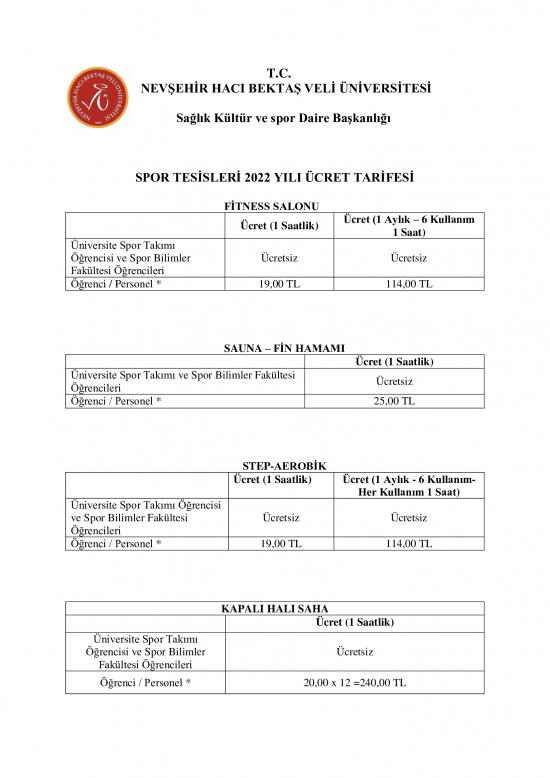 T.C.
NEVŞEHİR HACI BEKTAŞ VELİ ÜNİVERSİTESİ
NEVŞEHİR HACI BEKTAŞ VELİ ÜNİVERSİTESİ
Sağlık Kültür ve spor Daire Başkanlığı
SPOR TESİSLERİ 2022 YILI ÜCRET TARİFESİ
FİTNESS SALONU
Ücret (1 Saatlik)
Ücret (1 Aylık – 6 Kullanım
1 Saat)
Üniversite Spor Takımı
Öğrencisi ve Spor Bilimler
Fakültesi Öğrencileri
Ücretsiz
Ücretsiz
Öğrenci / Personel *
19,00 TL
114,00 TL
SAUNA – FİN HAMAMI
Ücret (1 Saatlik)
Üniversite Spor Takımı ve Spor Bilimler Fakültesi
Öğrencileri
Ücretsiz
Öğrenci / Personel *
25,00 TL
STEP-AEROBİK
Ücret (1 Saatlik)
Ücret (1 Aylık - 6 Kullanım-
Her Kullanım 1 Saat)
Üniversite Spor Takımı Öğrencisi
ve Spor Bilimler Fakültesi
Öğrencileri
Ücretsiz
Ücretsiz
Öğrenci / Personel *
19,00 TL
114,00 TL
KAPALI HALI SAHA
Ücret (1 Saatlik)
Üniversite Spor Takımı
Öğrencisi ve Spor Bilimler
Fakültesi Öğrencileri
Ücretsiz
Öğrenci / Personel *
20,00 x 12 =240,00 TL